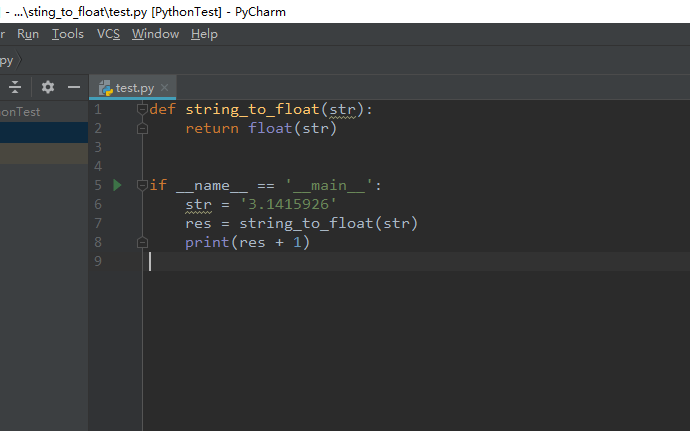 - ...\sting_to_float\test.py [PythonTest] - PyCharm
r Run Tools VCS Window Help
py
test.py
onTest
1 def string_to_float(str):
2     return float(str)
3
4
5 if __name__ == '__main__':
6     str = '3.1415926'
7     res = string_to_float(str)
8     print(res + 1)
9